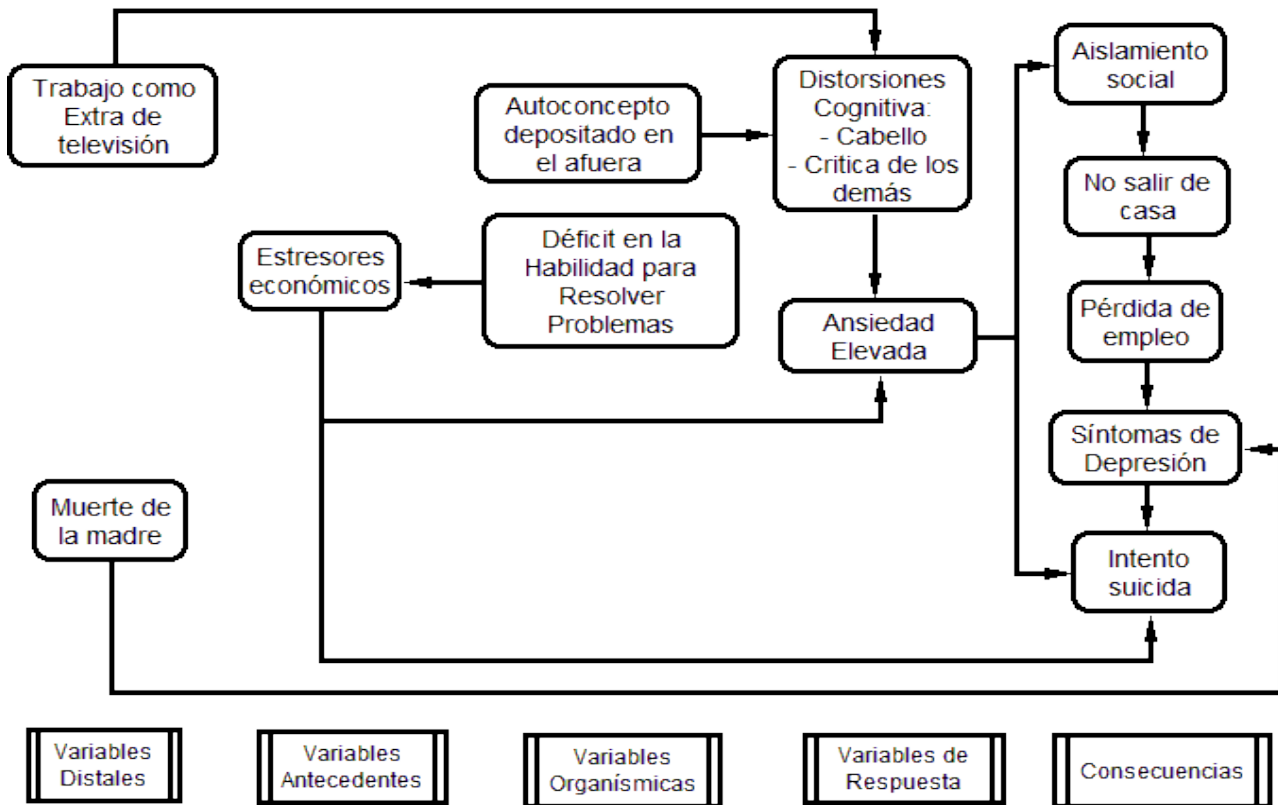 Trabajo como
Extra de
televisión
Autoconcepto
depositado en
el afuera
Distorsiones
Cognitiva:
- Cabello
- Critica de los
demás
Aislamiento
social
No salir de
casa
Estresores
económicos
Déficit en la
Habilidad para
Resolver
Problemas
Ansiedad
Elevada
Pérdida de
empleo
Síntomas de
Depresión
Muerte de
la madre
Intento
suicida
Variables
Distales
Variables
Antecedentes
Variables
Organísmicas
Variables de
Respuesta
Consecuencias